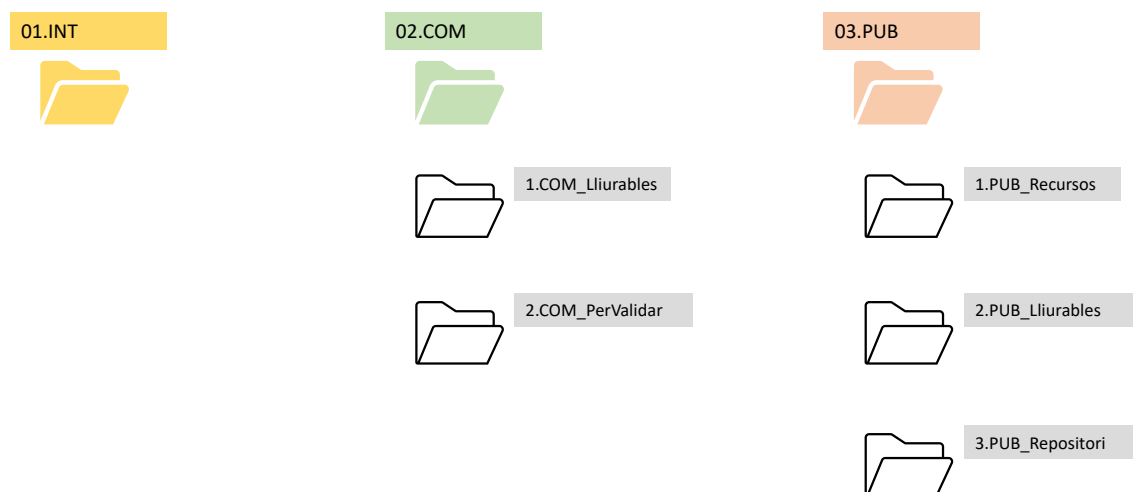 01.INT
02.COM
03.PUB
1.COM_Lliurables
1.PUB_Recursos
2.COM_PerValidar
2.PUB_Lliurables
3.PUB_Repositori